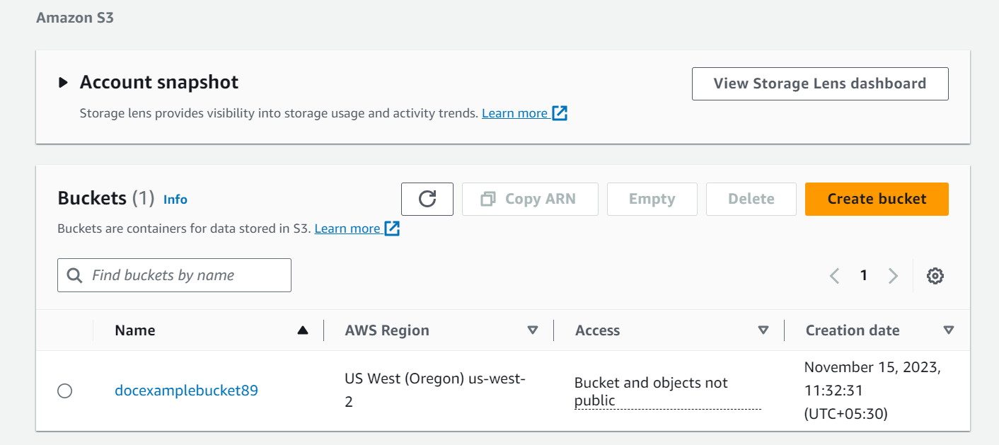 Amazon S3
Account snapshot
View Storage Lens dashboard
Storage lens provides visibility into storage usage and activity trends. Learn more
Buckets (1) Info
Copy ARN
Empty
Delete
Create bucket
Buckets are containers for data stored in S3. Learn more
Find buckets by name
1
Name
AWS Region
Access
Creation date
docexamplebucket89
US West (Oregon) us-west-
2
Bucket and objects not
public
November 15, 2023,
11:32:31
(UTC+05:30)